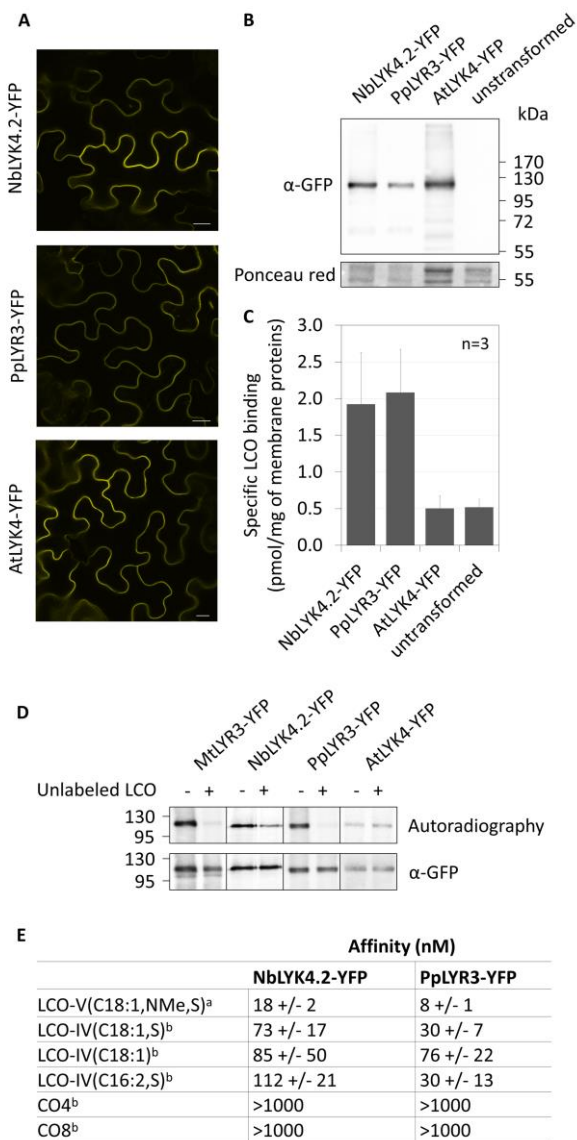 A
NbLYK4.2-YFP
PpLYR3-YFP
AtLYK4-YFP
B
NbLYK4.2-YFP
PpLYR3-YFP
AtLYK4-YFP
unstransformed
kDa
α-GFP
170
130
95
72
55
Ponceau red
55
C
Specific LCO binding
(pmol/mg of membrane proteins)
3.0
2.5
2.0
1.5
1.0
0.5
0.0
n=3
NbLYK4.2-YFP
PpLYR3-YFP
AtLYK4-YFP
untransformed
D
MtLYR3-YFP
NbLYK4.2-YFP
PpLYR3-YFP
AtLYK4-YFP
Unlabeled LCO - + - + - + - +
130
95
Autoradiography
130
95
α-GFP
E
Affinity (nM)
NbLYK4.2-YFP PpLYR3-YFP
LCO-V(C18:1,NMe,S)ᵃ 18 +/- 2 8 +/- 1
LCO-IV(C18:1,S)ᵇ 73 +/- 17 30 +/- 7
LCO-IV(C18:1)ᵇ 85 +/- 50 76 +/- 22
LCO-IV(C16:2,S)ᵇ 112 +/- 21 30 +/- 13
CO4ᵇ >1000 >1000
CO8ᵇ >1000 >1000